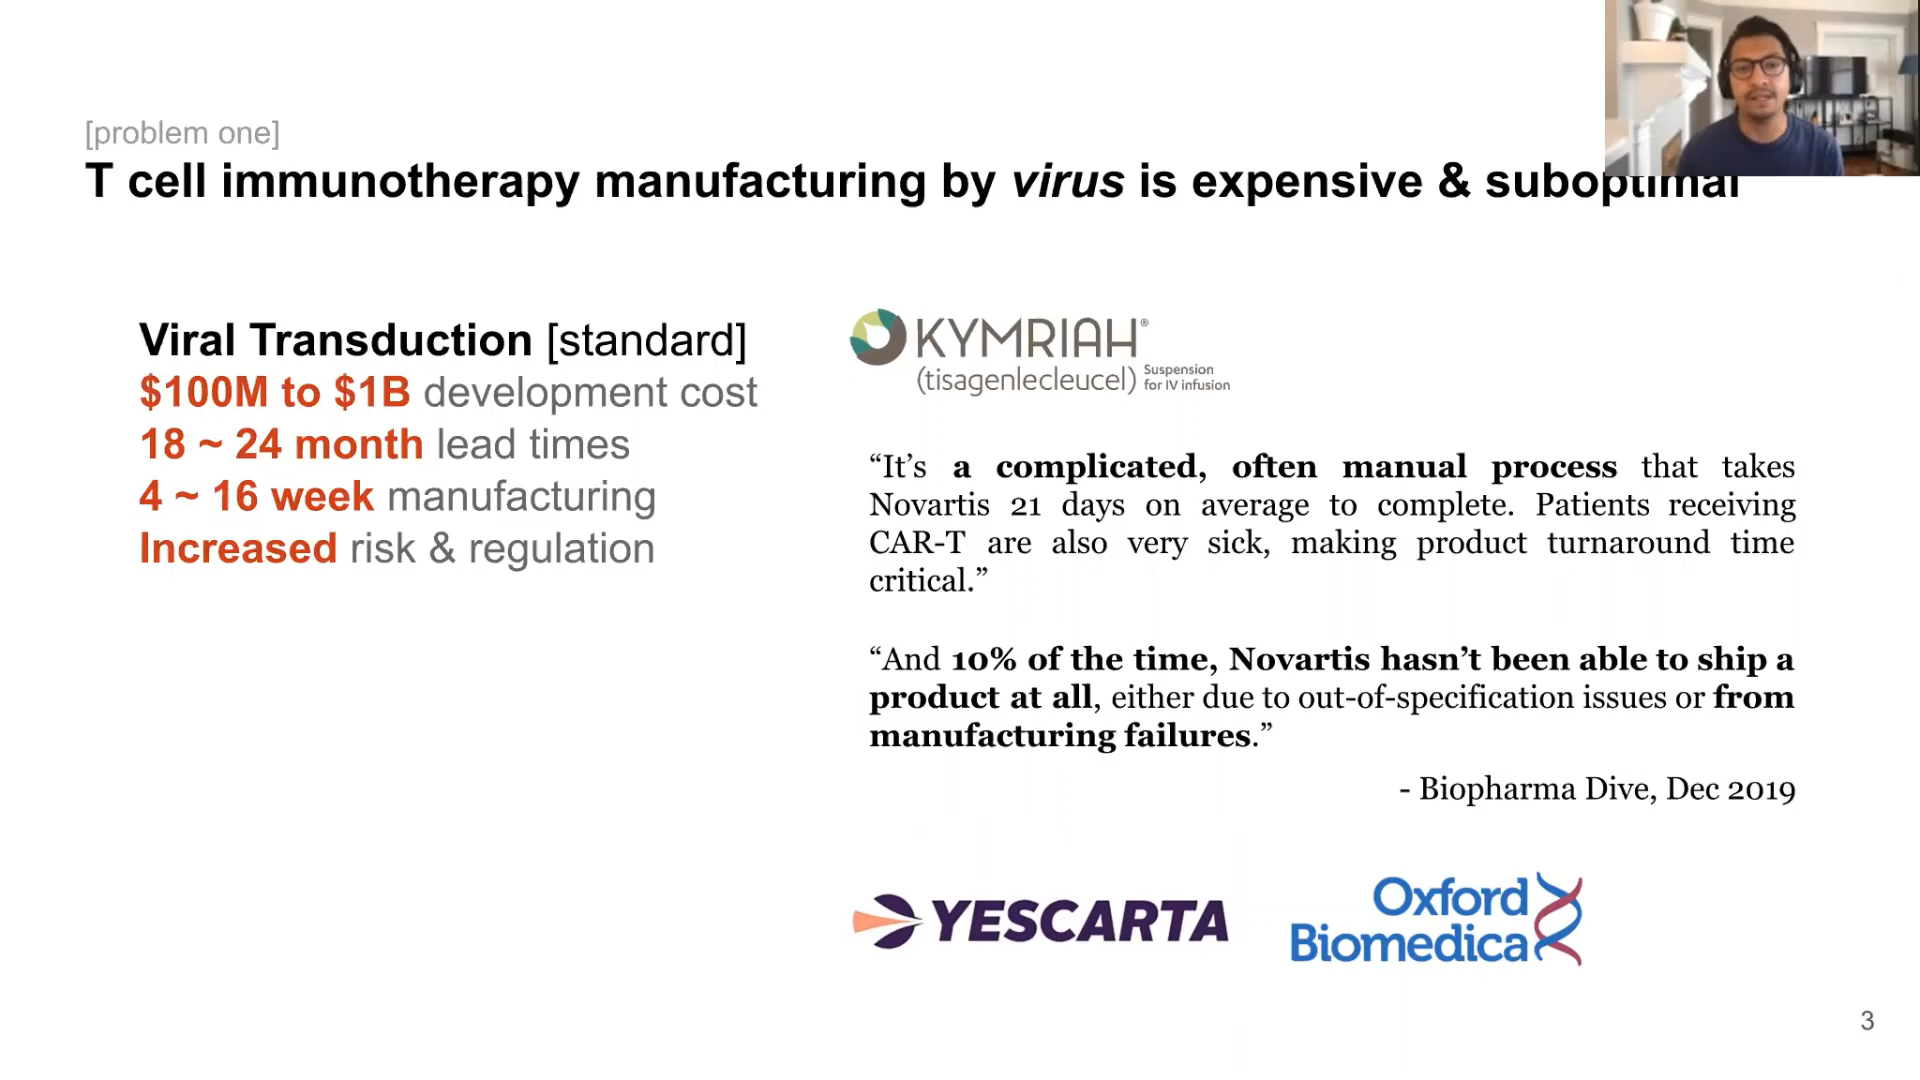 [problem one]
T cell immunotherapy manufacturing by virus is expensive & suboptimal
Viral Transduction [standard]
$100M to $1B development cost
18 ~ 24 month lead times
4 ~ 16 week manufacturing
Increased risk & regulation
KYMRIAH®
(tisagenlecleucel) Suspension
for IV infusion
“It’s a complicated, often manual process that takes
Novartis 21 days on average to complete. Patients receiving
CAR-T are also very sick, making product turnaround time
critical.”
“And 10% of the time, Novartis hasn’t been able to ship a
product at all, either due to out-of-specification issues or from
manufacturing failures.”
- Biopharma Dive, Dec 2019
YESCARTA
Oxford
Biomedica
3